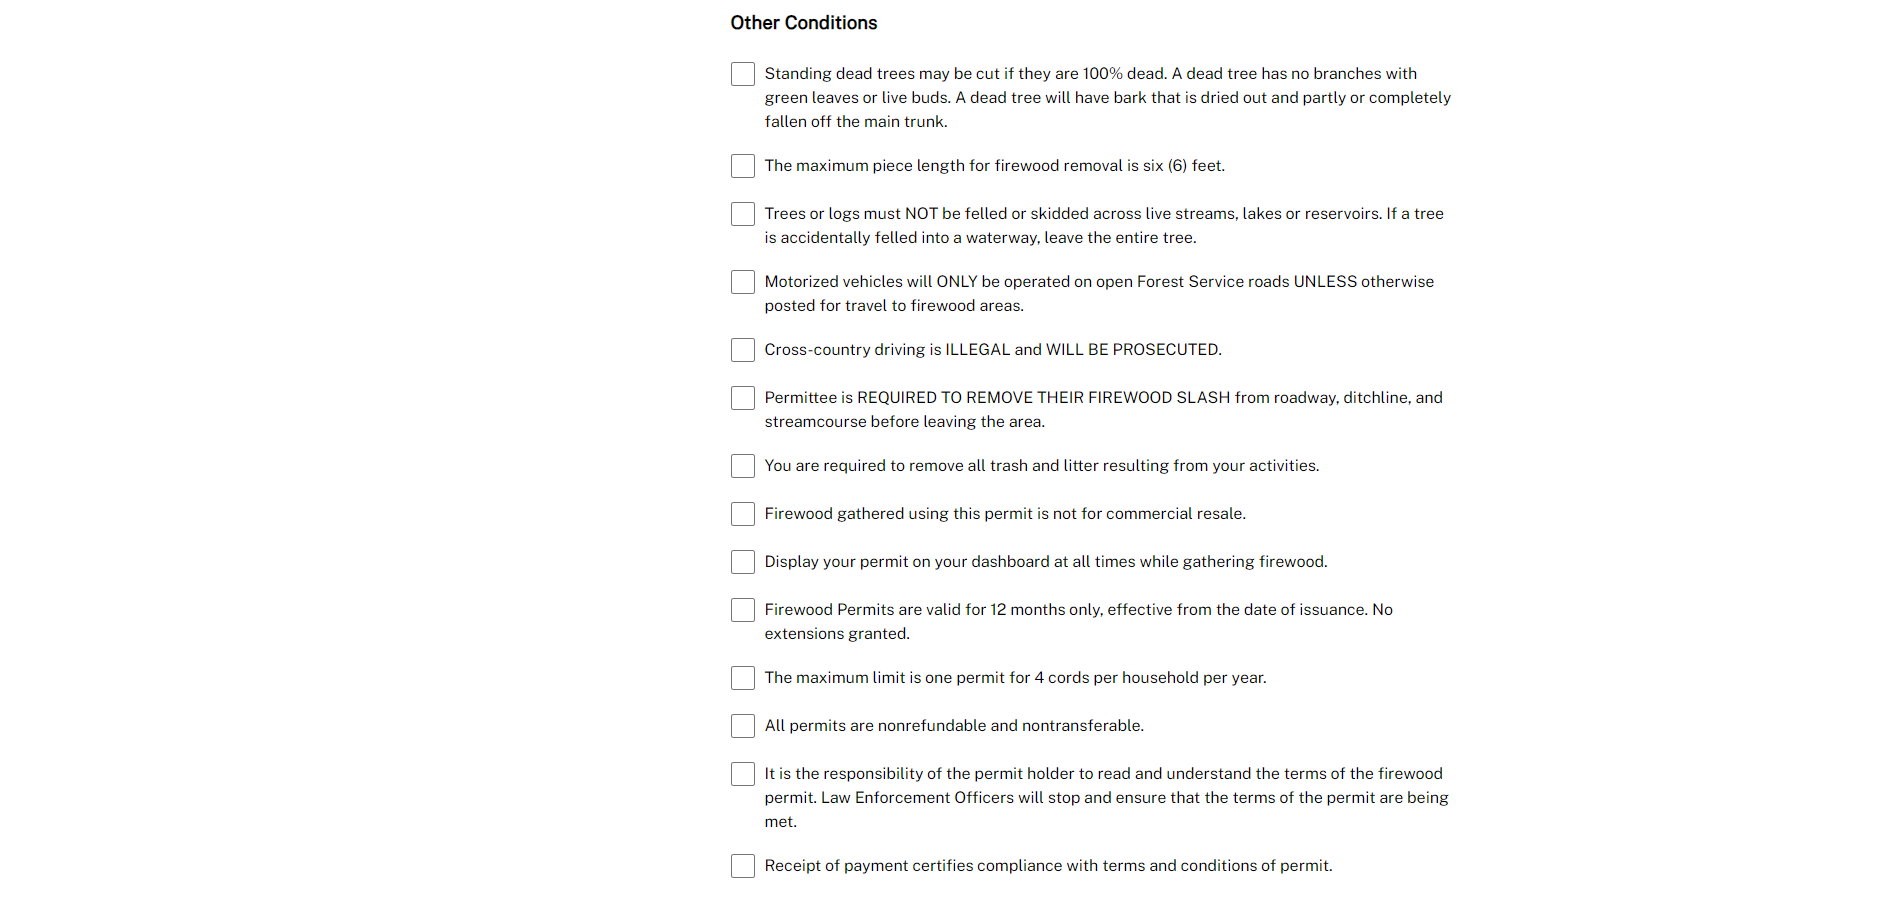 Other Conditions
Standing dead trees may be cut if they are 100% dead. A dead tree has no branches with
green leaves or live buds. A dead tree will have bark that is dried out and partly or completely
fallen off the main trunk.
The maximum piece length for firewood removal is six (6) feet.
Trees or logs must NOT be felled or skidded across live streams, lakes or reservoirs. If a tree
is accidentally felled into a waterway, leave the entire tree.
Motorized vehicles will ONLY be operated on open Forest Service roads UNLESS otherwise
posted for travel to firewood areas.
Cross-country driving is ILLEGAL and WILL BE PROSECUTED.
Permittee is REQUIRED TO REMOVE THEIR FIREWOOD SLASH from roadway, ditchline, and
streamcourse before leaving the area.
You are required to remove all trash and litter resulting from your activities.
Firewood gathered using this permit is not for commercial resale.
Display your permit on your dashboard at all times while gathering firewood.
Firewood Permits are valid for 12 months only, effective from the date of issuance. No
extensions granted.
The maximum limit is one permit for 4 cords per household per year.
All permits are nonrefundable and nontransferable.
It is the responsibility of the permit holder to read and understand the terms of the firewood
permit. Law Enforcement Officers will stop and ensure that the terms of the permit are being
met.
Receipt of payment certifies compliance with terms and conditions of permit.